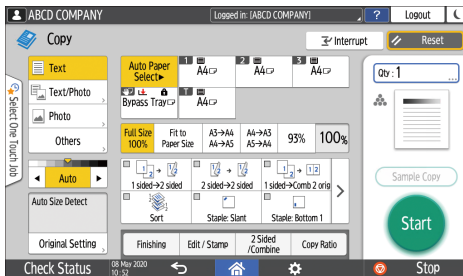 ABCD COMPANY
Logged in: [ABCD COMPANY]
?
Logout
Copy
Interrupt
Reset
Select One Touch Job
Text
Text/Photo
Photo
Others
Auto
Auto Size Detect
Original Setting
Auto Paper
Select►
1
A4
2
A4
3
A4
Bypass Tray
T
A4
Full Size
100%
Fit to
Paper Size
A3→A4
A4→A5
A4→A3
A5→A4
93%
100%
1 sided→2 sided
2 sided→2 sided
1 sided→Comb 2 orig
Sort
Staple: Slant
Staple: Bottom 1
Finishing
Edit / Stamp
2 Sided
/Combine
Copy Ratio
Qty : 1
...
Sample Copy
Start
Check Status
08 May 2020
10 : 52
Stop